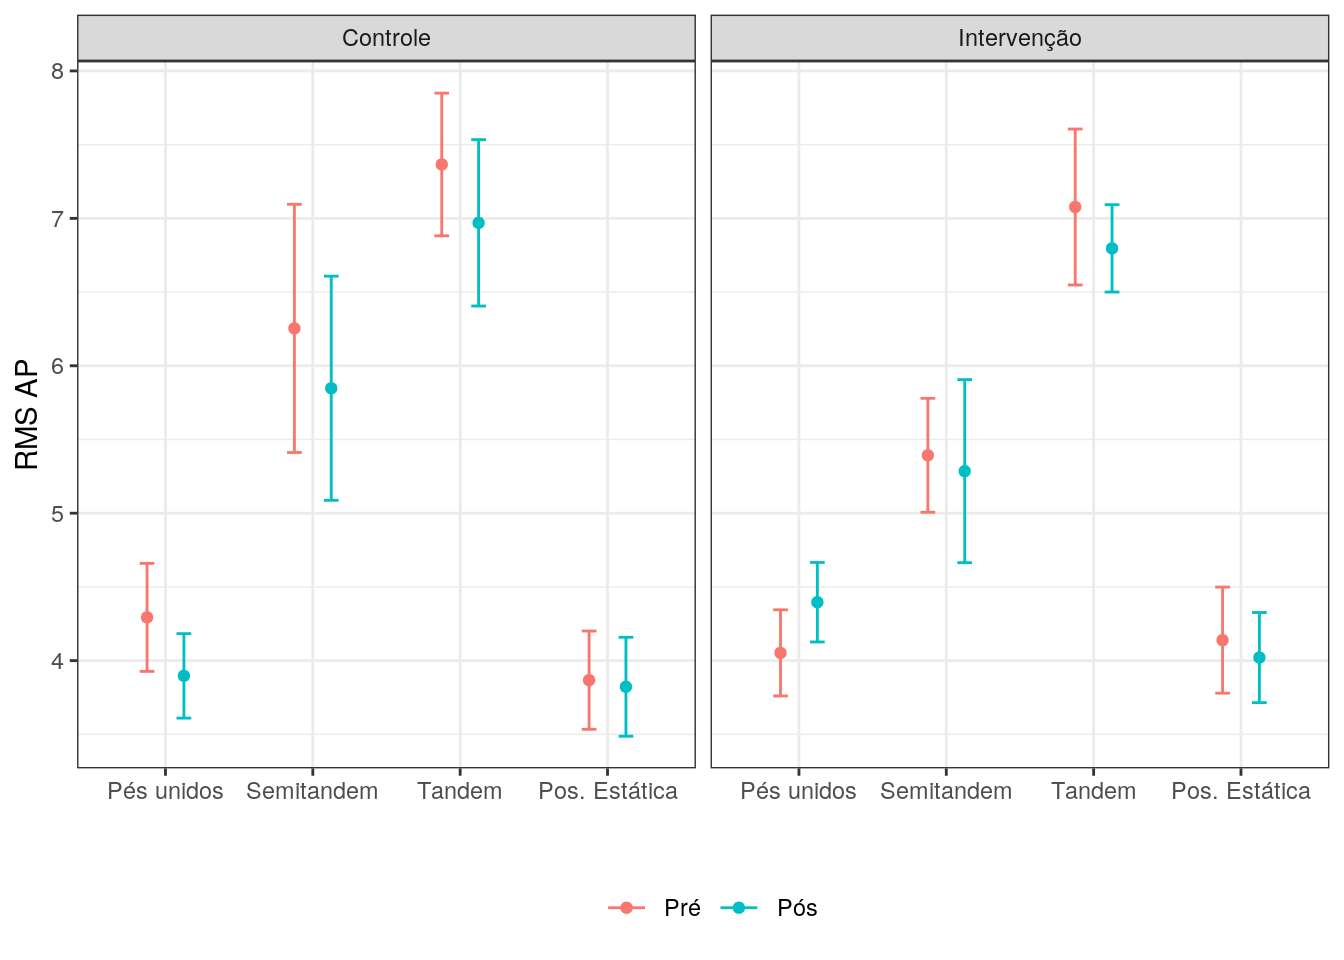 Controle Intervenção
8
7
6
5
4
RMS AP
Pés unidos Semitandem Tandem Pos. Estática Pés unidos Semitandem Tandem Pos. Estática
Pré Pós